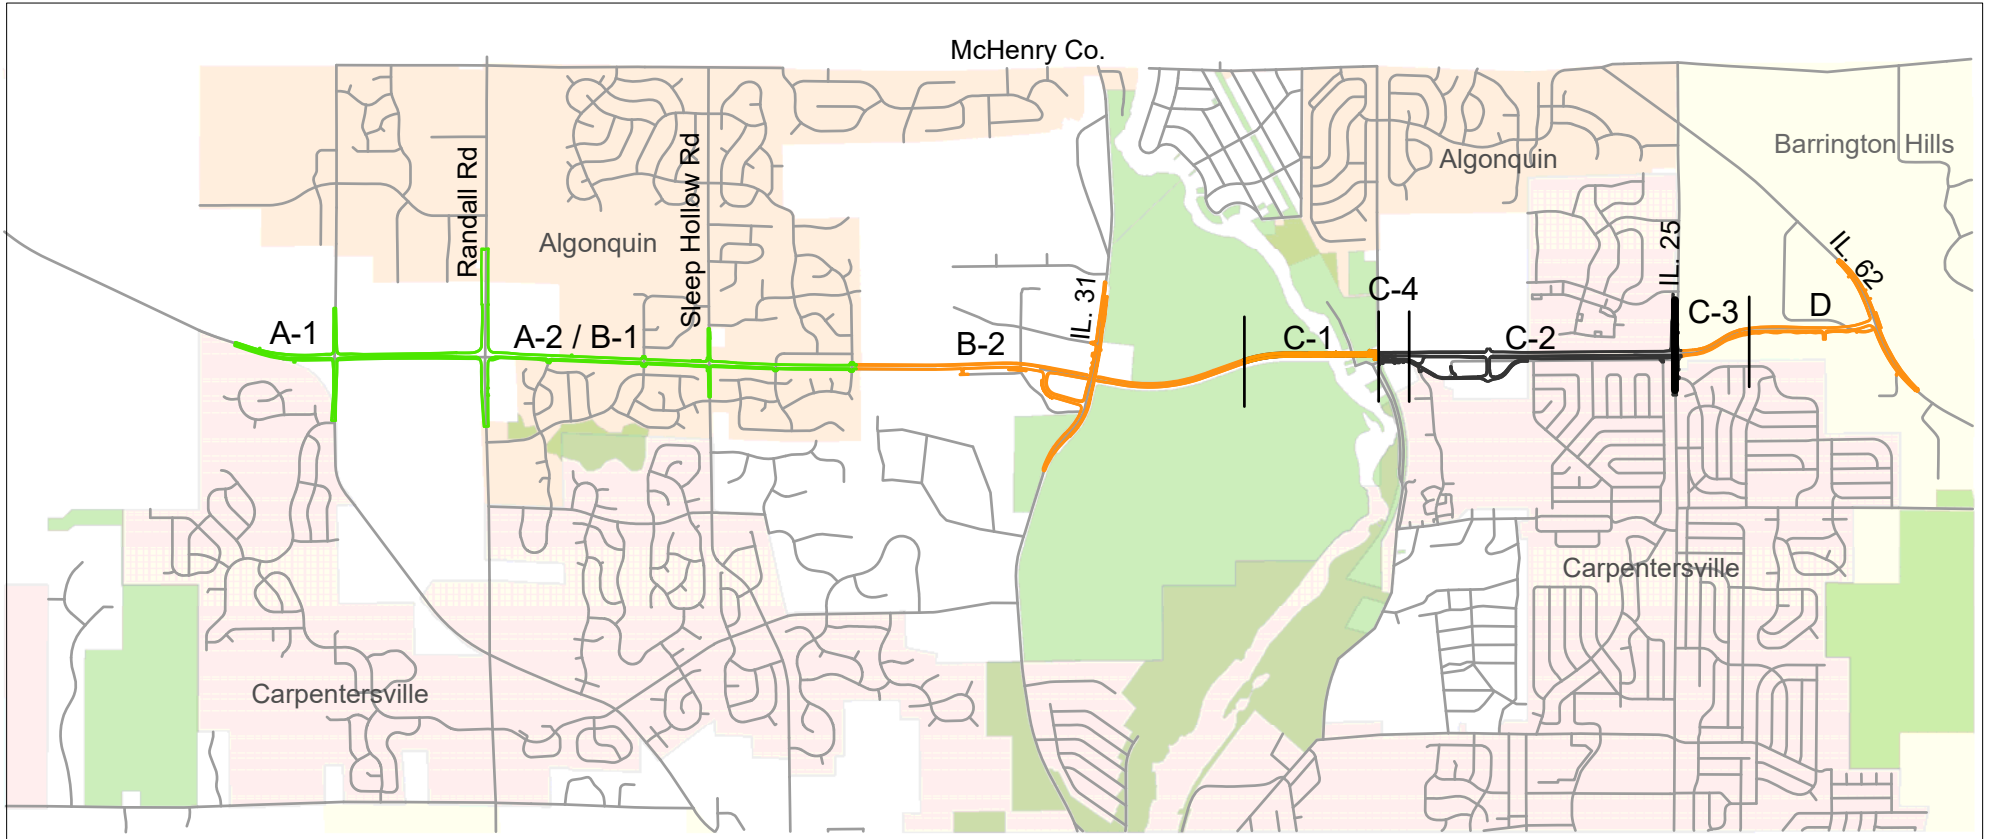 McHenry Co.
Randall Rd
Sleep Hollow Rd
Algonquin
Algonquin
Barrington Hills
IL. 25
IL. 62
IL. 31
A-1
A-2 / B-1
B-2
C-1
C-4
C-2
C-3
D
Carpentersville
Carpentersville